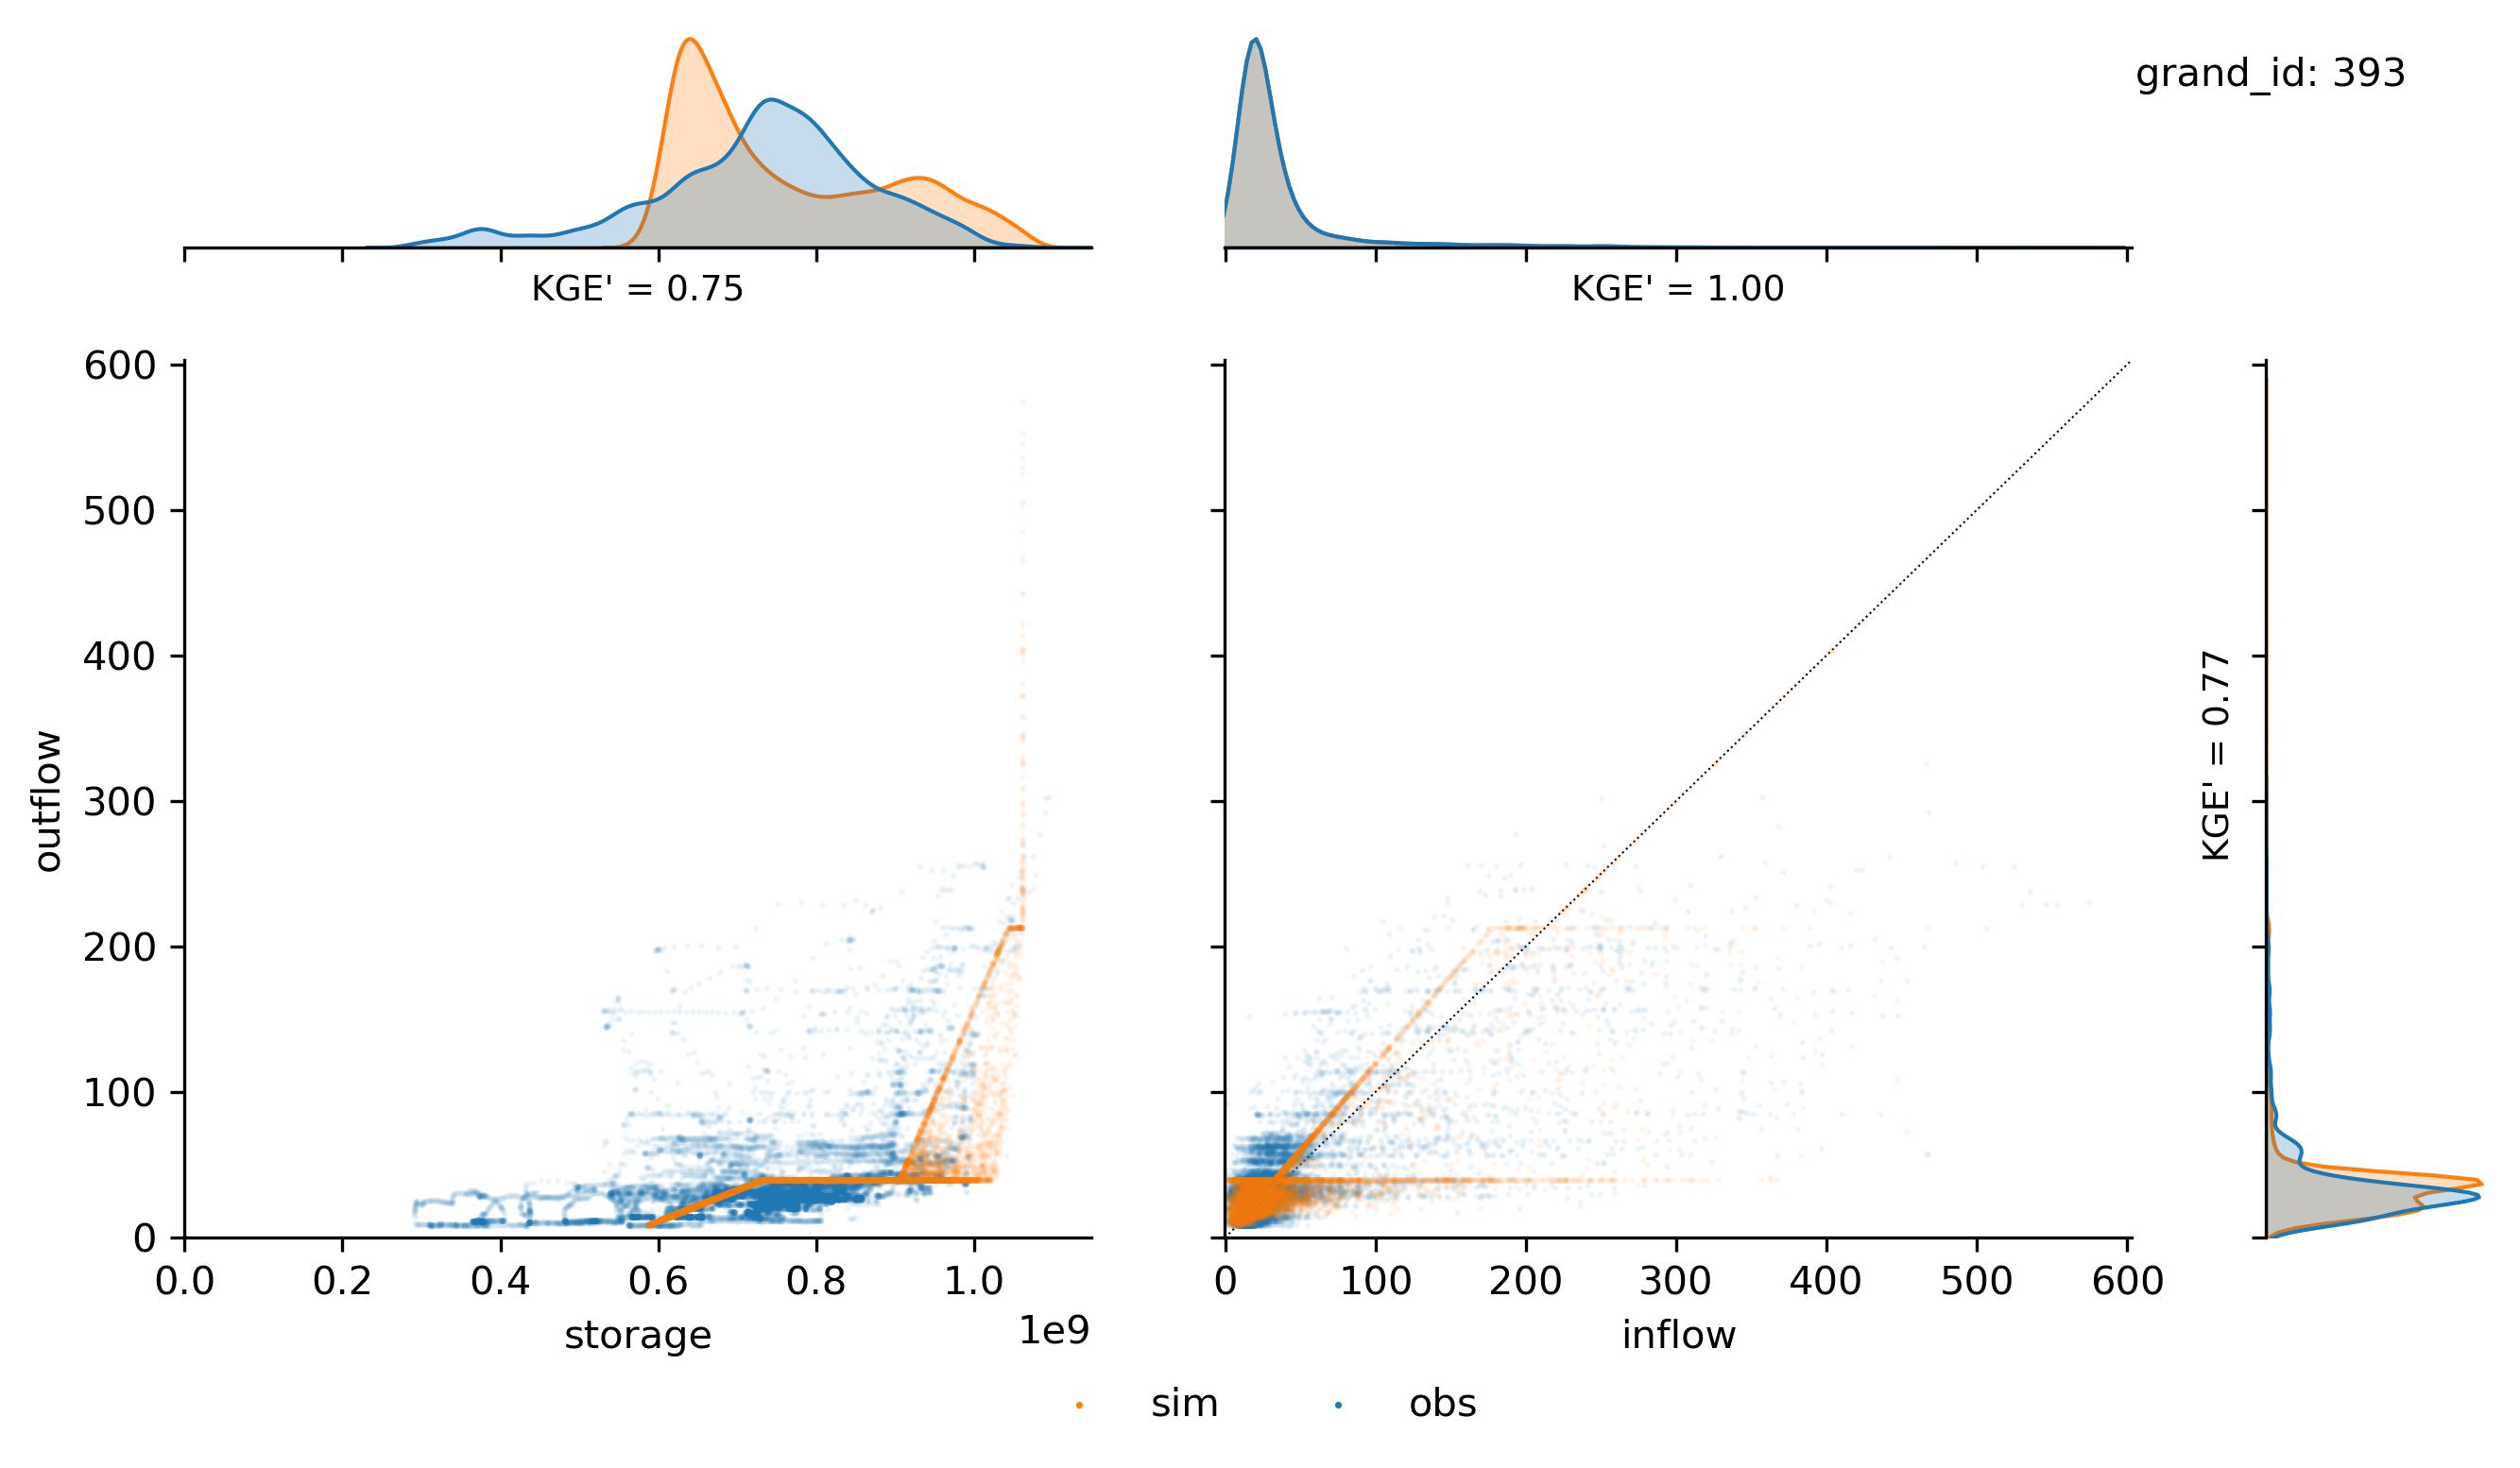 grand_id: 393
KGE' = 0.75
KGE' = 1.00
600
500
400
300
200
100
0
outflow
KGE' = 0.77
0.0 0.2 0.4 0.6 0.8 1.0
0 100 200 300 400 500 600
storage
1e9
inflow
sim obs